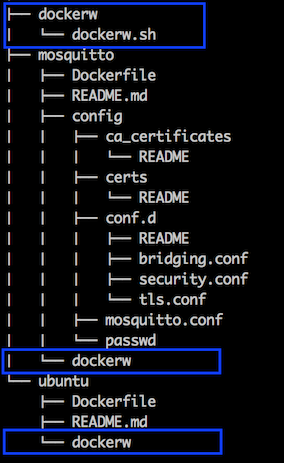 ├── dockerw
│   └── dockerw.sh
├── mosquitto
│   ├── Dockerfile
│   ├── README.md
│   ├── config
│   │   ├── ca_certificates
│   │   │   └── README
│   │   ├── certs
│   │   │   └── README
│   │   ├── conf.d
│   │   │   ├── README
│   │   │   ├── bridging.conf
│   │   │   ├── security.conf
│   │   │   └── tls.conf
│   │   ├── mosquitto.conf
│   │   └── passwd
│   └── dockerw
└── ubuntu
    ├── Dockerfile
    ├── README.md
    └── dockerw